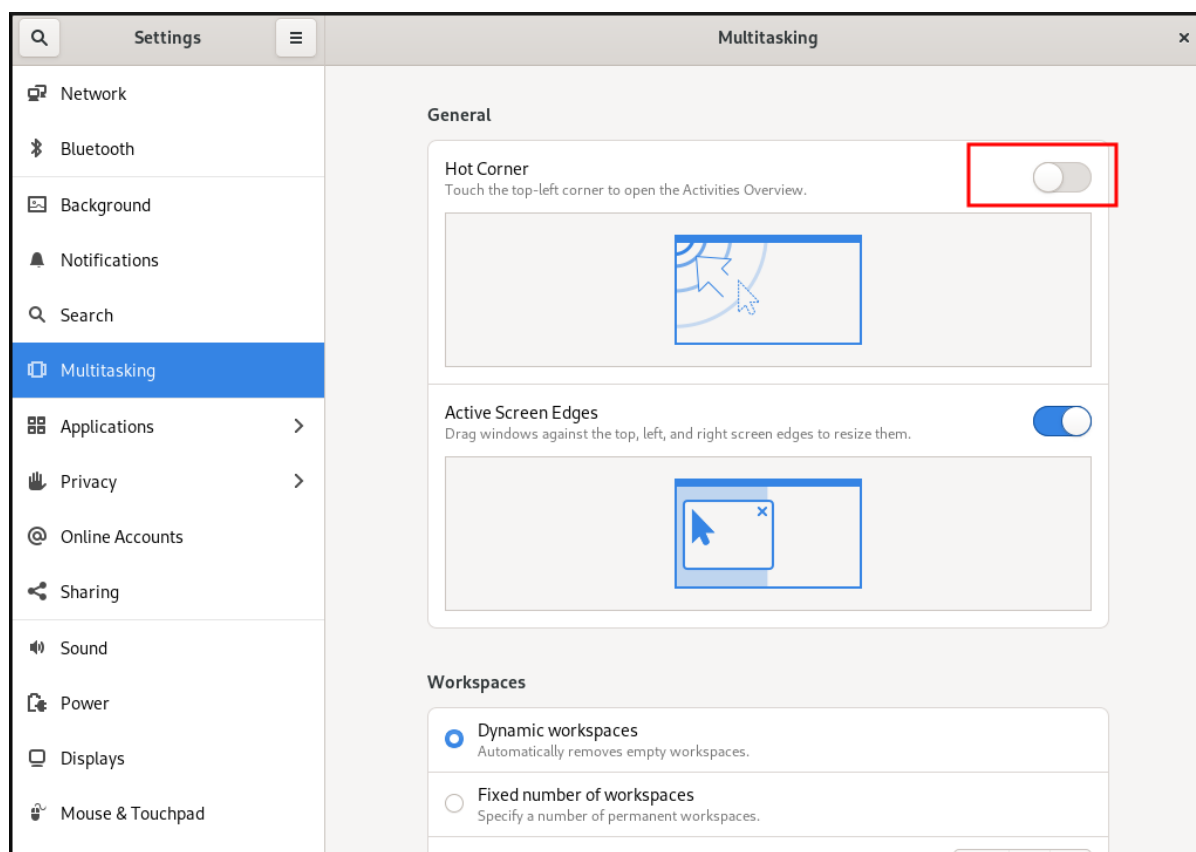 Settings
Multitasking
Network
Bluetooth
Background
Notifications
Search
Multitasking
Applications
Privacy
Online Accounts
Sharing
Sound
Power
Displays
Mouse & Touchpad
General
Hot Corner
Touch the top-left corner to open the Activities Overview.
Active Screen Edges
Drag windows against the top, left, and right screen edges to resize them.
Workspaces
Dynamic workspaces
Automatically removes empty workspaces.
Fixed number of workspaces
Specify a number of permanent workspaces.